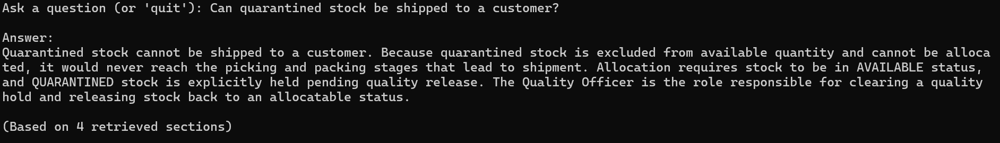 Ask a question (or 'quit'): Can quarantined stock be shipped to a customer?
Answer:
Quarantined stock cannot be shipped to a customer. Because quarantined stock is excluded from available quantity and cannot be alloca
ted, it would never reach the picking and packing stages that lead to shipment. Allocation requires stock to be in AVAILABLE status,
and QUARANTINED stock is explicitly held pending quality release. The Quality Officer is the role responsible for clearing a quality
hold and releasing stock back to an allocatable status.
(Based on 4 retrieved sections)